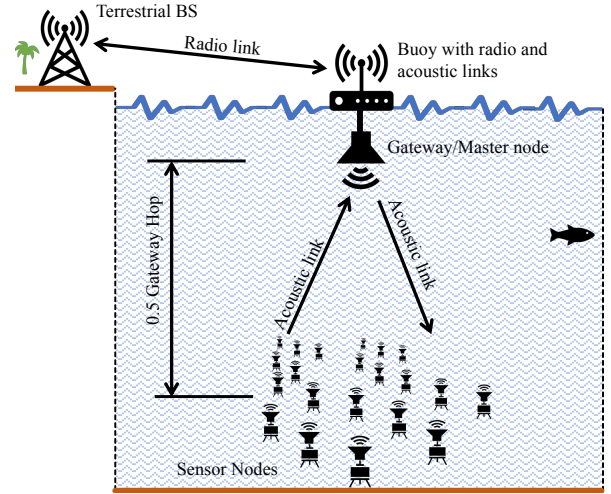 Terrestrial BS
Radio link
Buoy with radio and
acoustic links
Gateway/Master node
0.5 Gateway Hop
Acoustic link
Acoustic link
Sensor Nodes